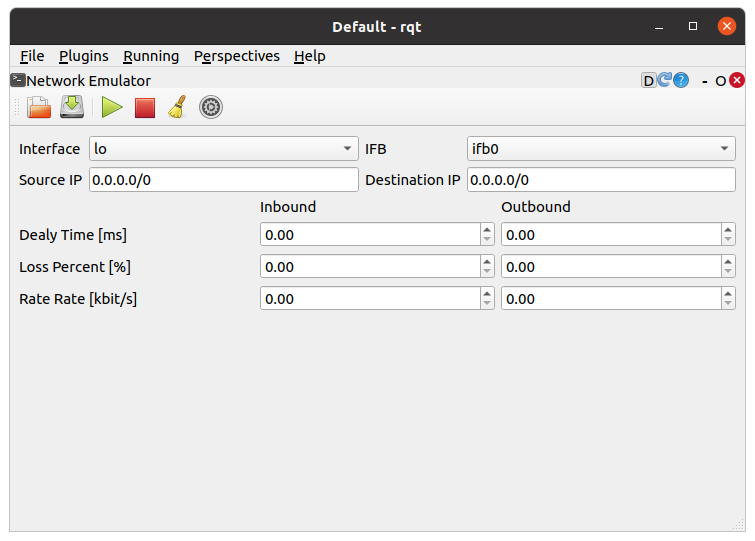 Default - rqt
File Plugins Running Perspectives Help
Network Emulator D ? - O
Interface lo IFB ifb0
Source IP 0.0.0.0/0 Destination IP 0.0.0.0/0
Inbound Outbound
Dealy Time [ms] 0.00 0.00
Loss Percent [%] 0.00 0.00
Rate Rate [kbit/s] 0.00 0.00